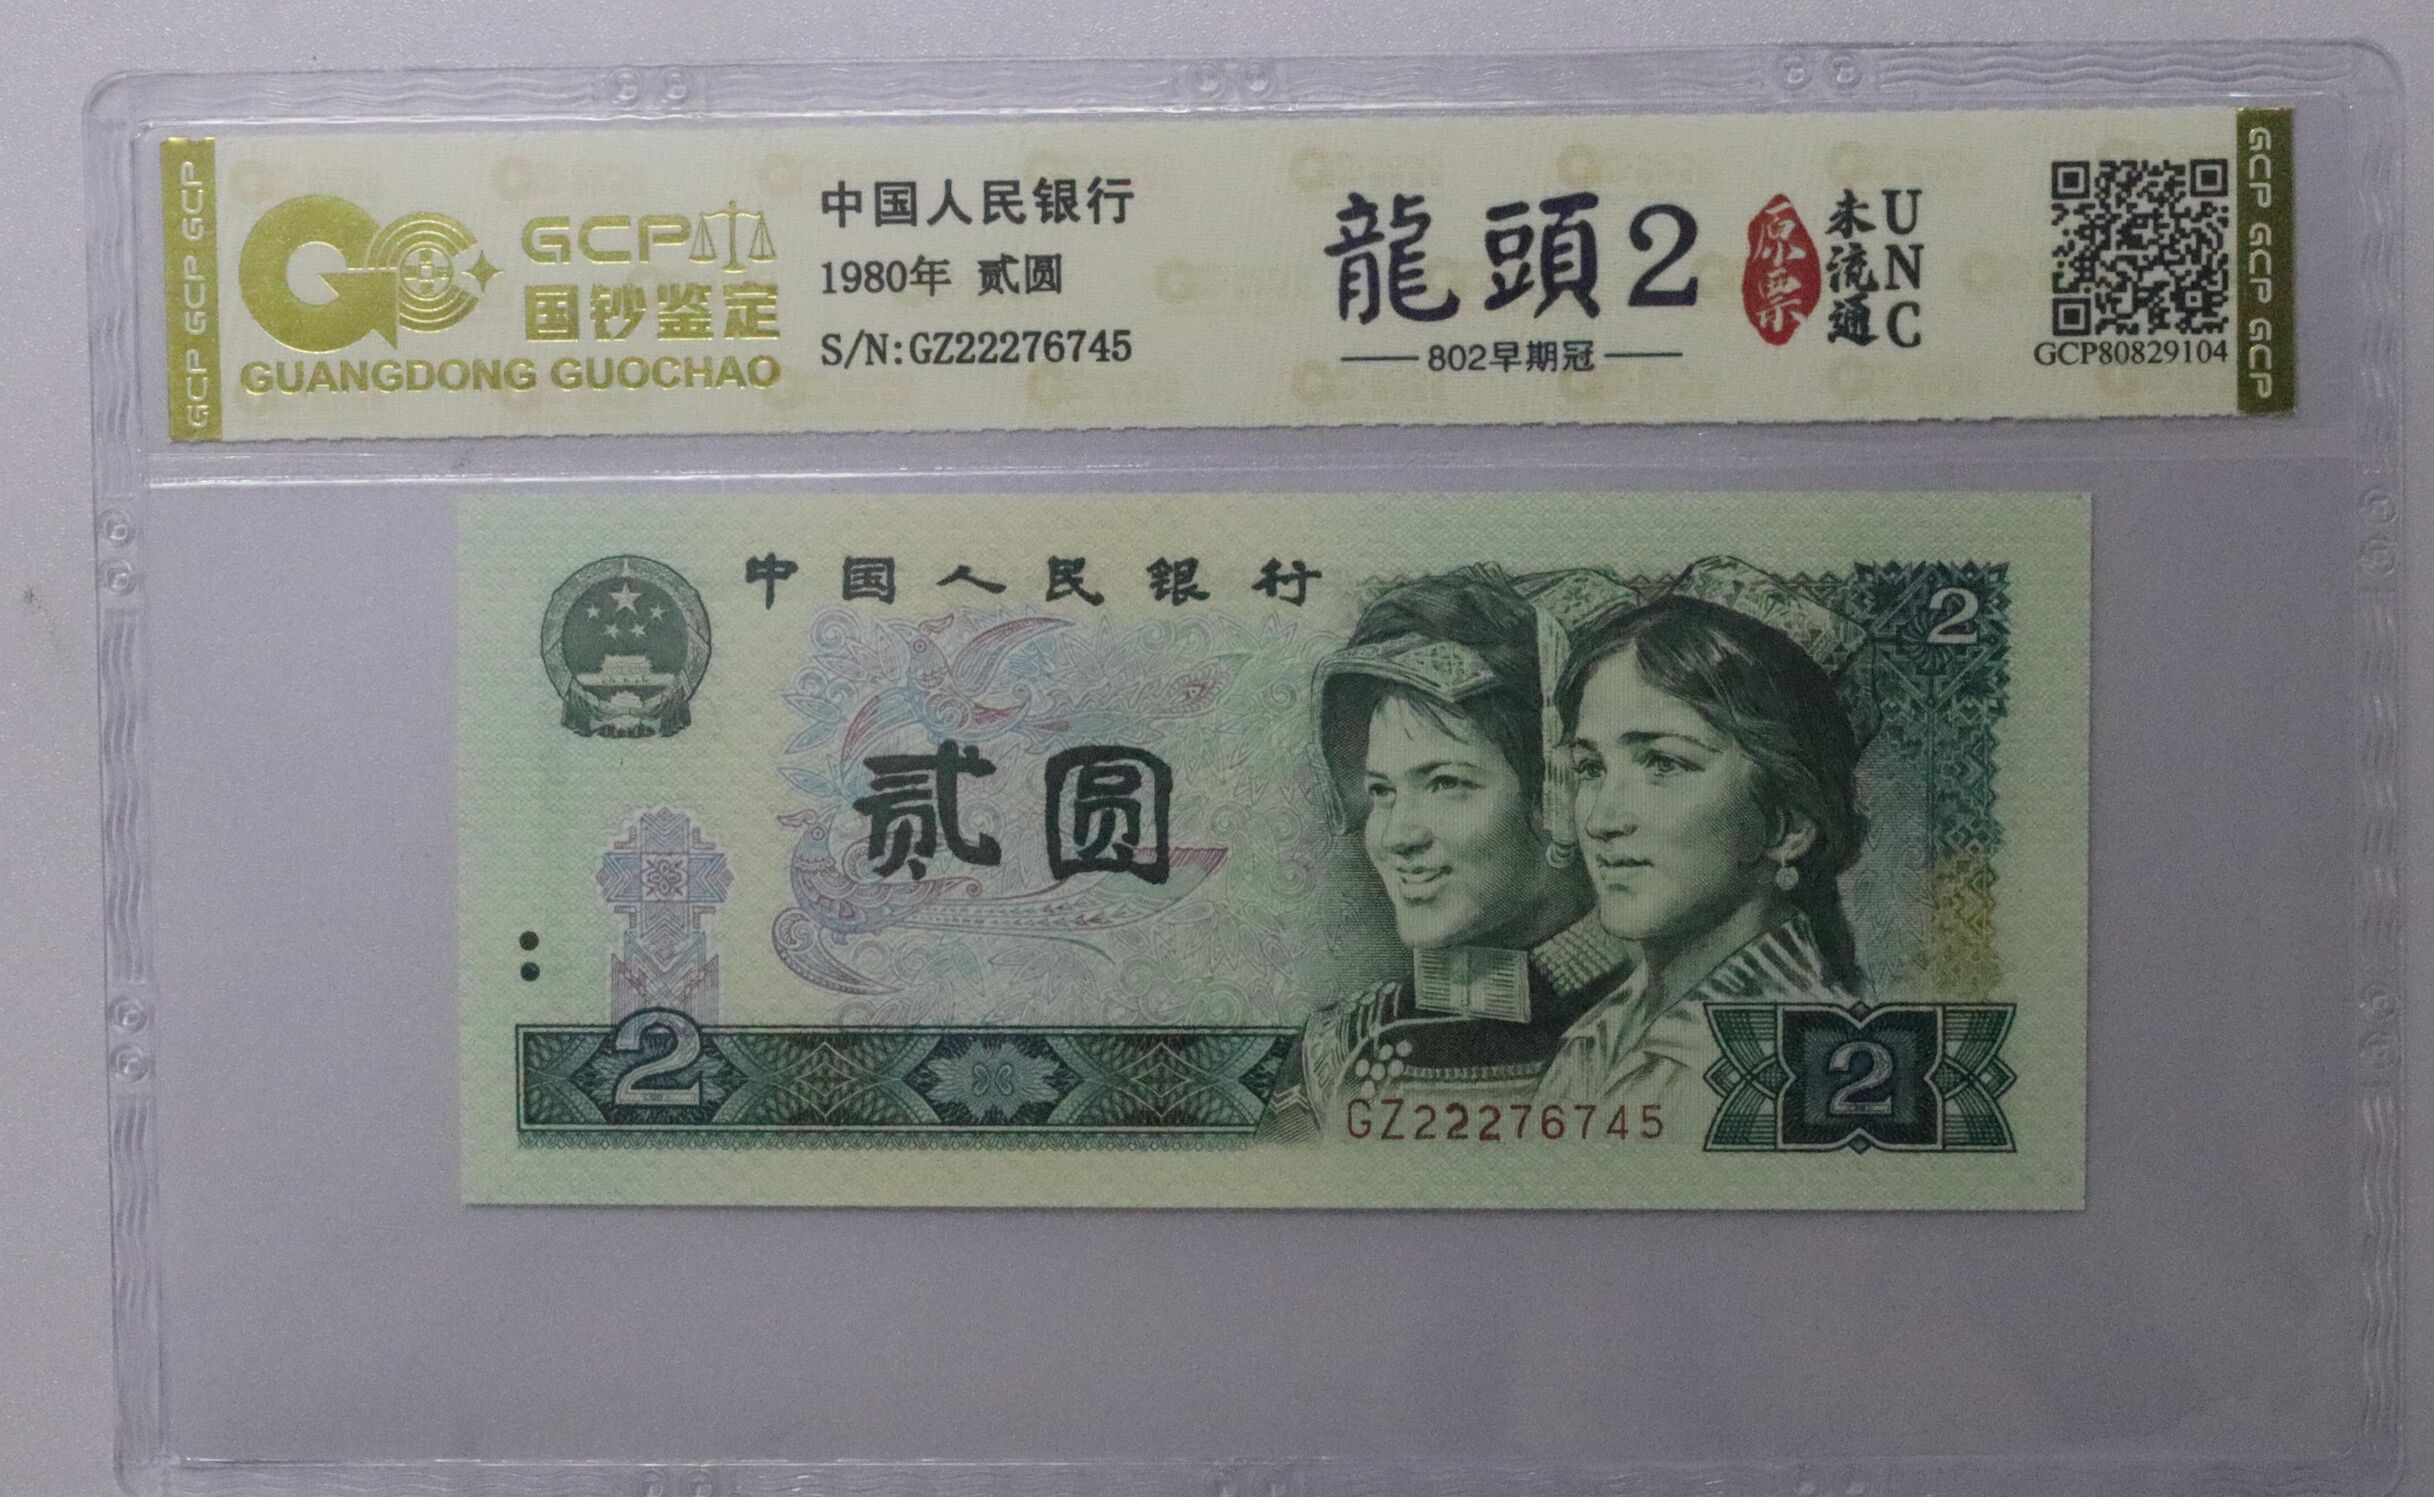 GCP GCP GCP
GCP
国钞鉴定
GUANGDONG GUOCHAO
中国人民银行
1980年 贰圆
S/N:GZ22276745
龍頭2
802早期冠
原票
未流通
UNC
GCP80829104
GCP GCP GCP
中国人民银行
2
贰圆
2
GZ22276745
2